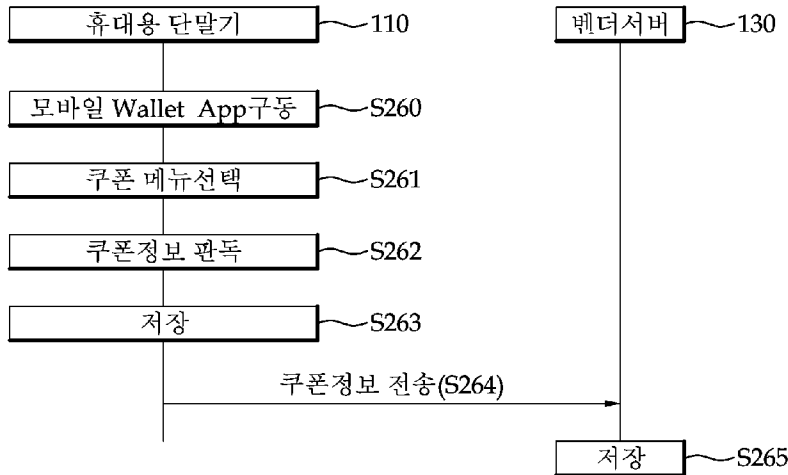 휴대용 단말기 110 벤더서버 130
모바일 Wallet App구동 S260
쿠폰 메뉴선택 S261
쿠폰정보 판독 S262
저장 S263
쿠폰정보 전송(S264)
저장 S265